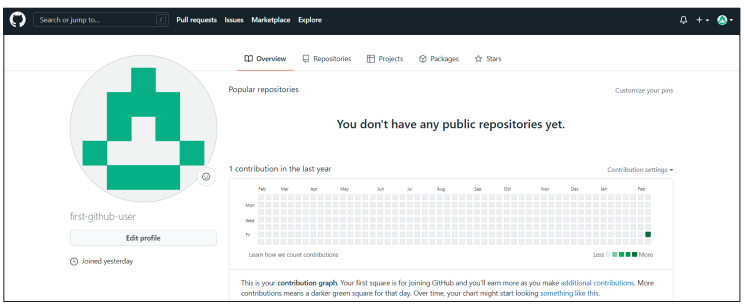 Search or jump to... /
Pull requests Issues Marketplace Explore
Overview Repositories Projects Packages Stars
Popular repositories
Customize your pins
You don't have any public repositories yet.
1 contribution in the last year
Contribution settings
Feb Mar Apr May Jun Jul Aug Sep Oct Nov Dec Jan Feb
Mon
Wed
Fri
Learn how we count contributions
Less More
first-github-user
Edit profile
Joined yesterday
This is your contribution graph. Your first square is for joining GitHub and you'll earn more as you make additional contributions. More
contributions means a darker green square for that day. Over time, your chart might start looking something like this.